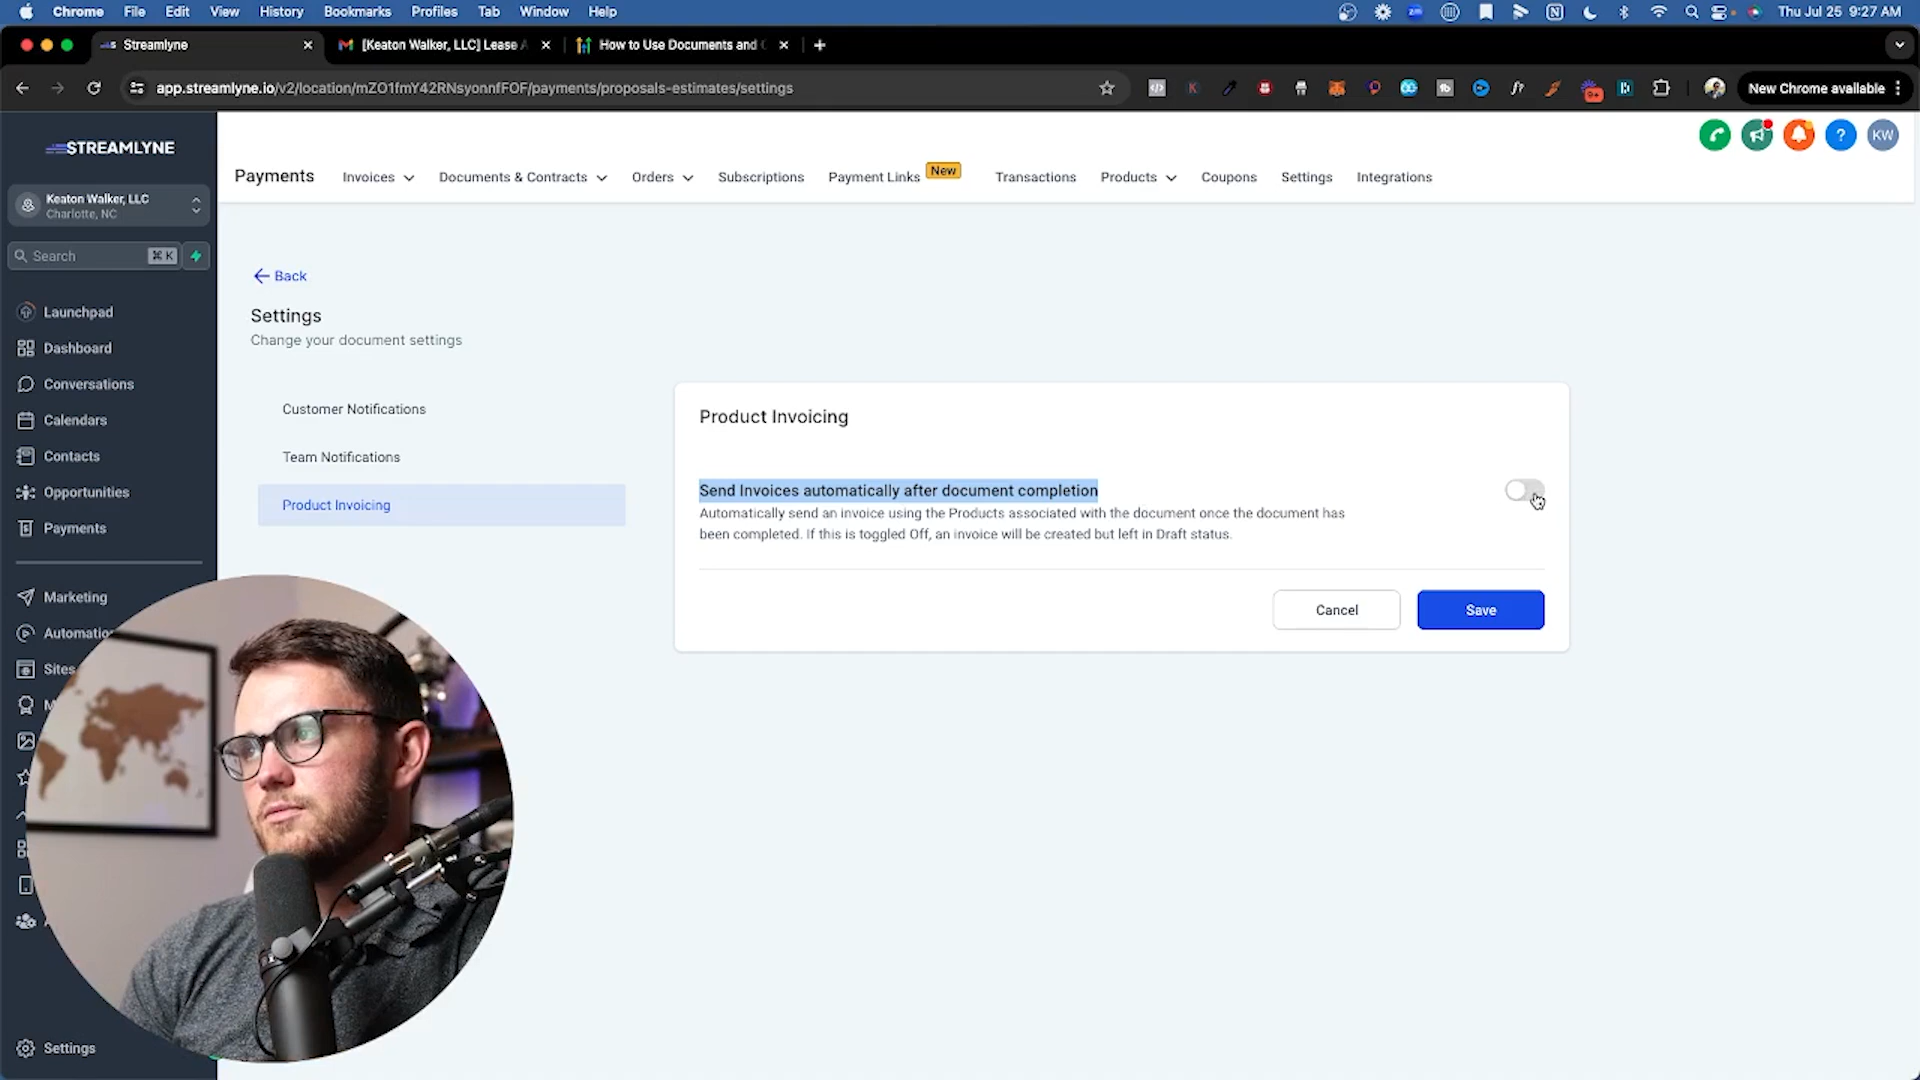 Chrome File Edit View History Bookmarks Profiles Tab Window Help
Thu Jul 25 9:27 AM
Streamlyne
[Keaton Walker, LLC] Lease
How to Use Documents and
app.streamlyne.io/v2/location/mZO1fmY42RNsyonnfFOF/payments/proposals-estimates/settings
New Chrome available
STREAMLYNE
KW
Payments
Invoices
Documents & Contracts
Orders
Subscriptions
Payment Links
New
Transactions
Products
Coupons
Settings
Integrations
Keaton Walker, LLC
Charlotte, NC
Search
⌘ K
Launchpad
Dashboard
Conversations
Calendars
Contacts
Opportunities
Payments
Marketing
Automatio
Sites
M
Settings
Back
Settings
Change your document settings
Customer Notifications
Team Notifications
Product Invoicing
Product Invoicing
Send Invoices automatically after document completion
Automatically send an invoice using the Products associated with the document once the document has
been completed. If this is toggled Off, an invoice will be created but left in Draft status.
Cancel
Save